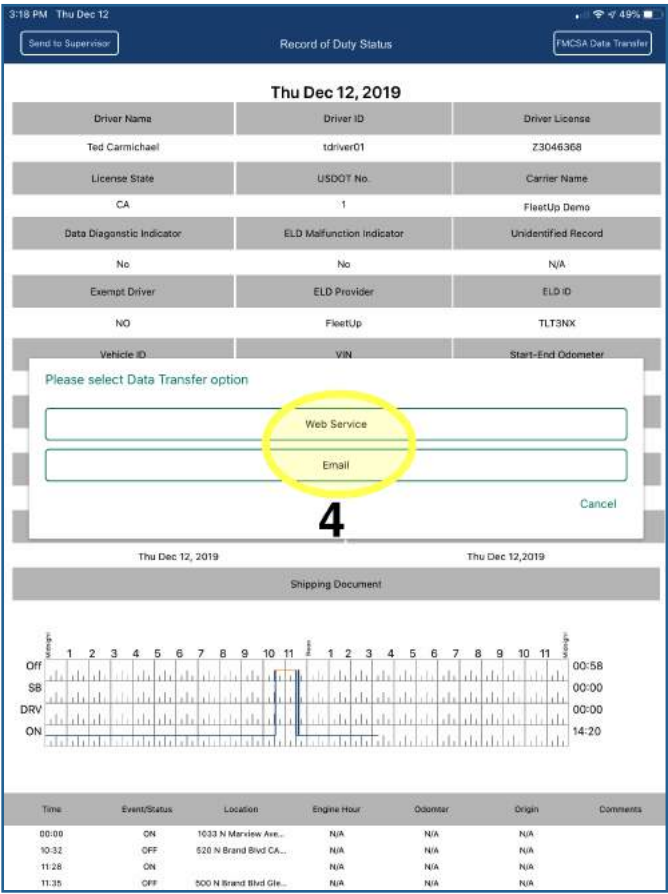 3:18 PM Thu Dec 12 49%
Send to Supervisor Record of Duty Status FMCSA Data Transfer
Thu Dec 12, 2019
Driver Name Driver ID Driver License
Ted Carmichael tdriver01 Z3046368
License State USDOT No. Carrier Name
CA 1 FleetUp Demo
Data Diagonstic Indicator ELD Malfunction Indicator Unidentified Record
No No N/A
Exempt Driver ELD Provider ELD ID
NO FleetUp TLT3NX
Vehicle ID VIN Start-End Odometer
Please select Data Transfer option
Web Service
Email
Cancel
4
Thu Dec 12, 2019 Thu Dec 12,2019
Shipping Document
Midnight 1 2 3 4 5 6 7 8 9 10 11 Noon 1 2 3 4 5 6 7 8 9 10 11 Midnight
Off 00:58
SB 00:00
DRV 00:00
ON 14:20
Time Event/Status Location Engine Hour Odomter Origin Comments
00:00 ON 1033 N Marview Ave... N/A N/A N/A
10:32 OFF 520 N Brand Blvd CA... N/A N/A N/A
11:28 ON N/A N/A N/A
11:35 OFF 500 N Brand Blvd Gle... N/A N/A N/A